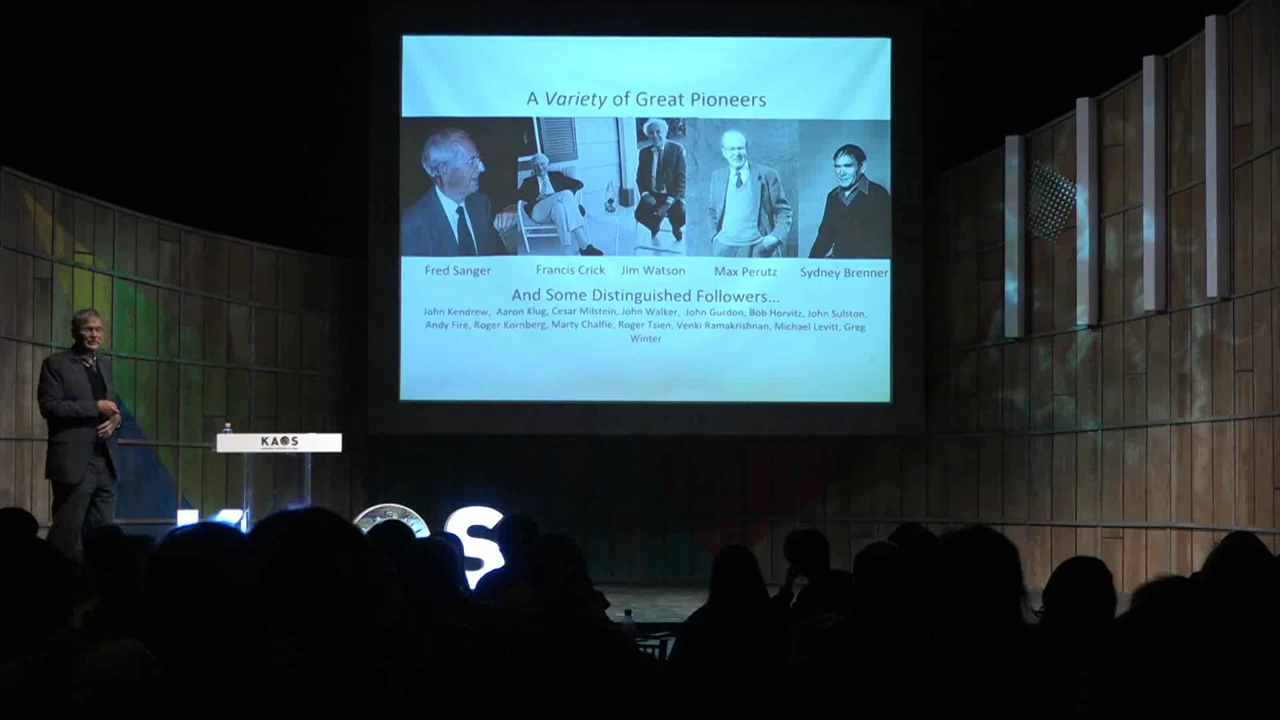 A Variety of Great Pioneers
Fred Sanger Francis Crick Jim Watson Max Perutz Sydney Brenner
And Some Distinguished Followers...
John Kendrew, Aaron Klug, Cesar Milstein, John Walker, John Gurdon, Bob Horvitz, John Sulston,
Andy Fire, Roger Kornberg, Marty Chalfie, Roger Tsien, Venki Ramakrishnan, Michael Levitt, Greg
Winter
KAOS
S